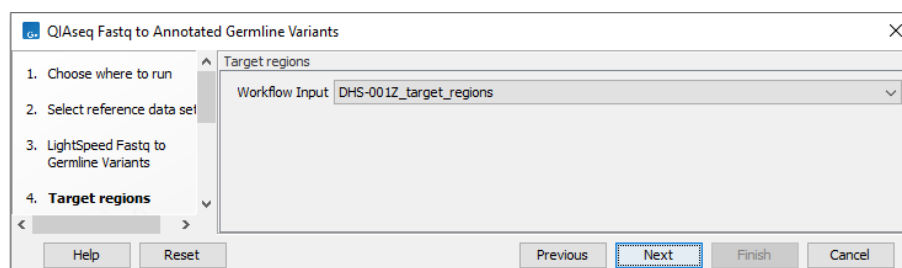 G.
QIAseq Fastq to Annotated Germline Variants
1. Choose where to run
2. Select reference data set
3. LightSpeed Fastq to
Germline Variants
4. Target regions
Target regions
Workflow Input DHS-001Z_target_regions
Help Reset Previous Next Finish Cancel